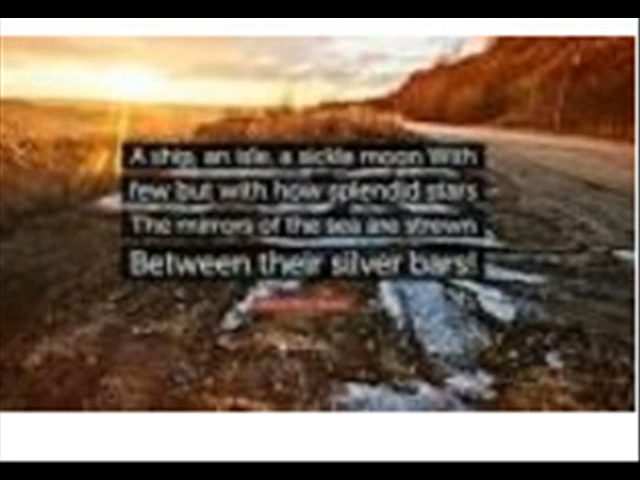 A ship, an isle, a sickle moon With
few but with how splendid stars
The mirrors of the sea are strewn
Between their silver bars!